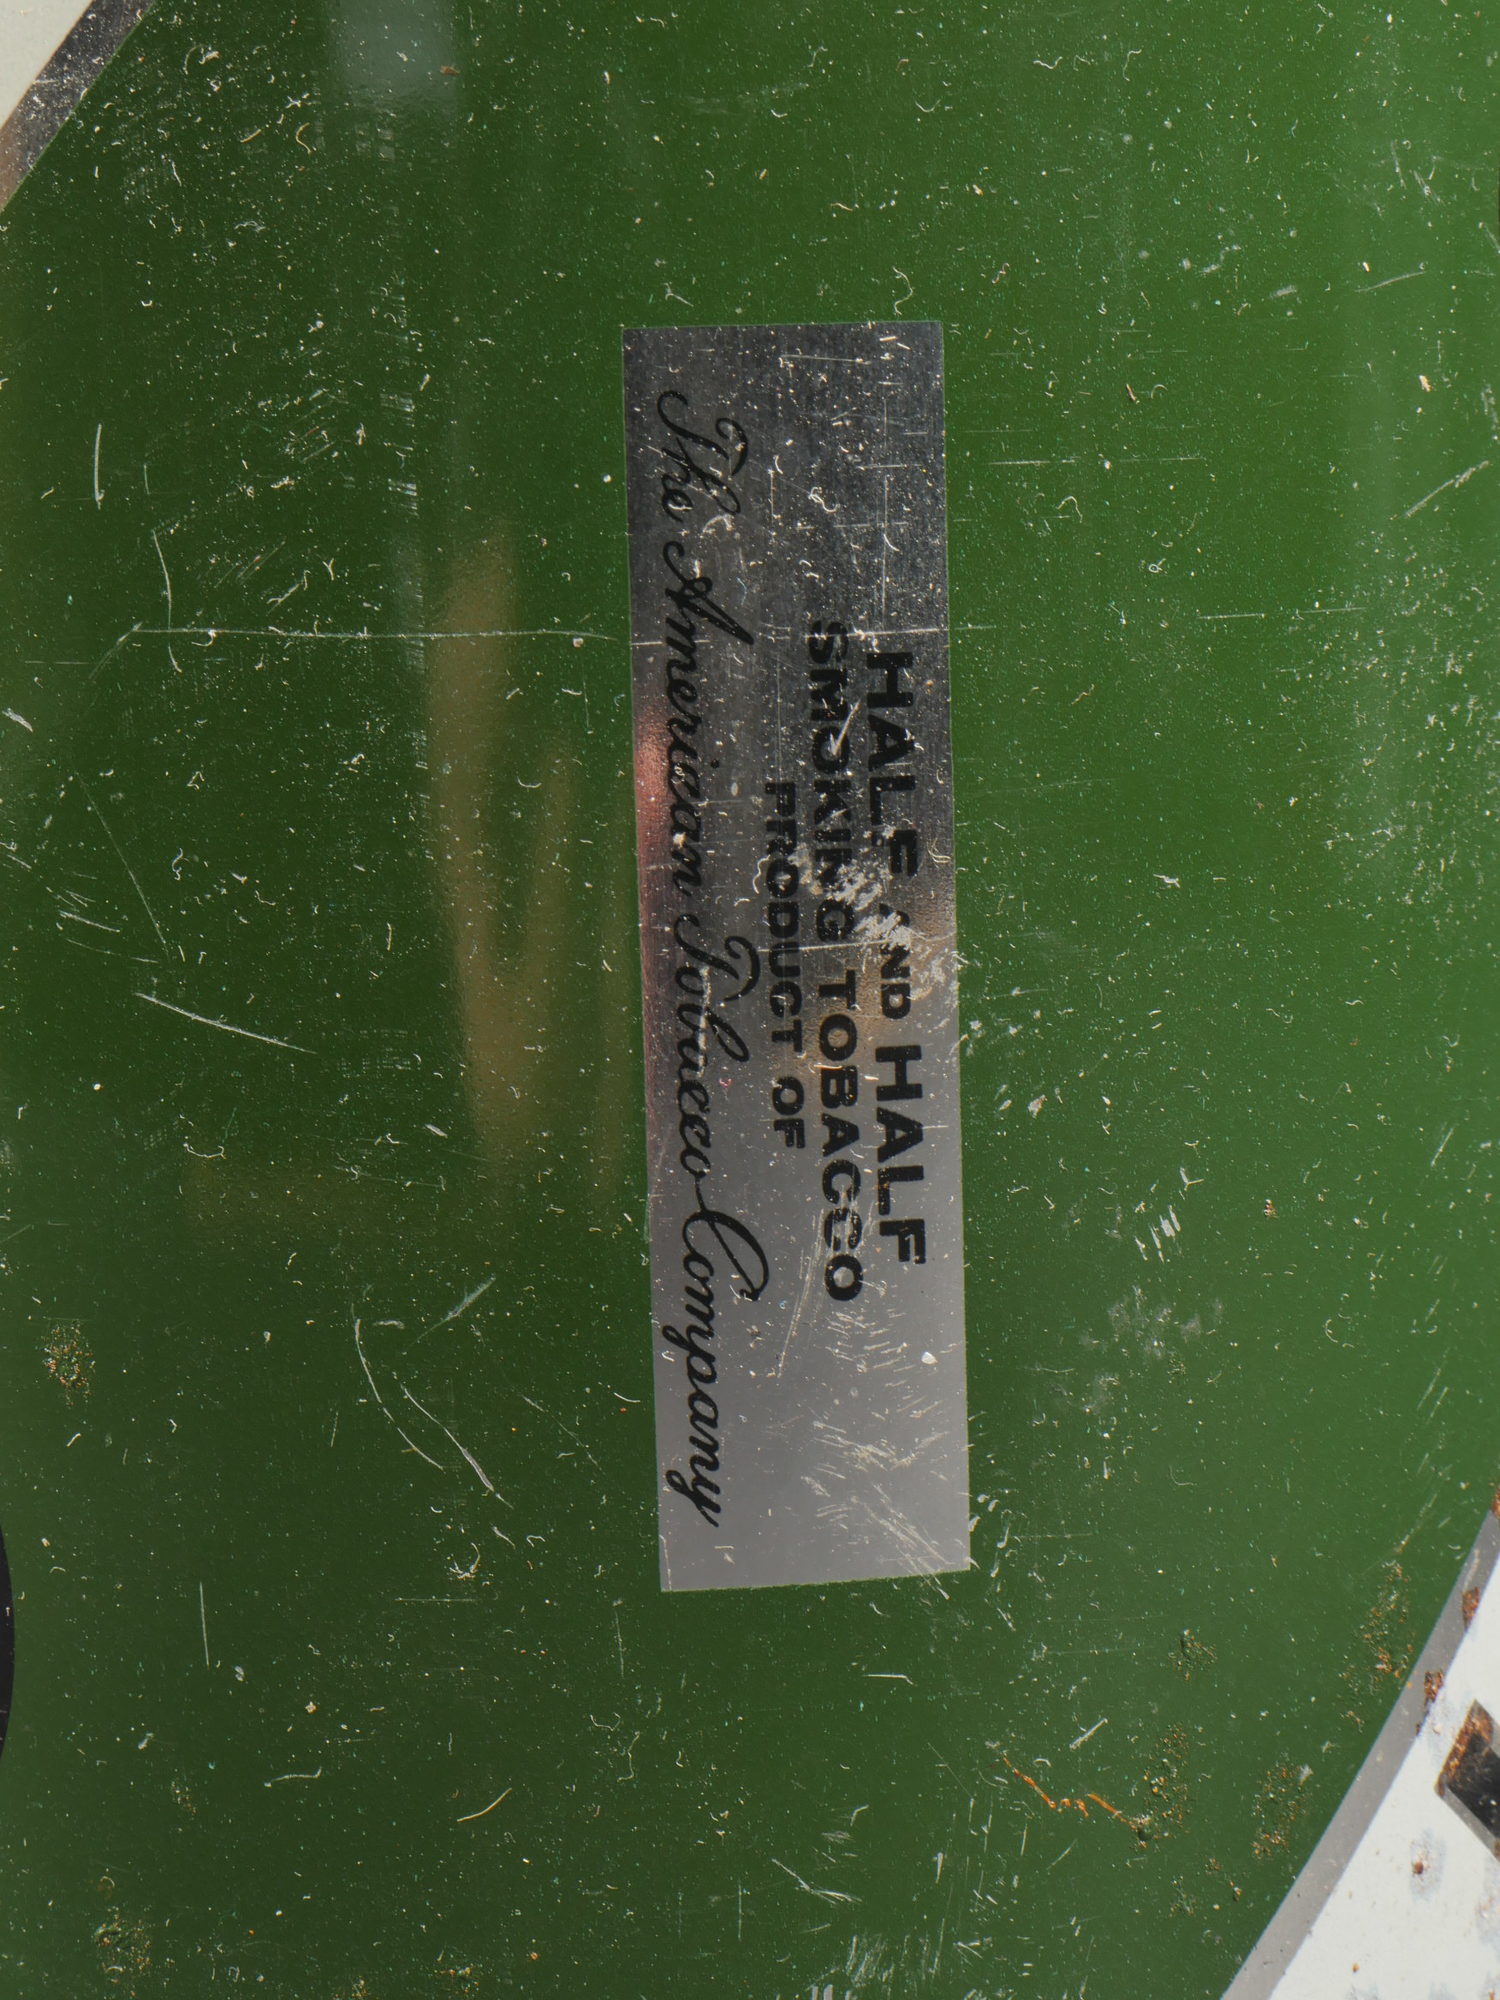 HALF AND HALF
SMOKING TOBACCO
PRODUCT OF
The American Tobacco Company